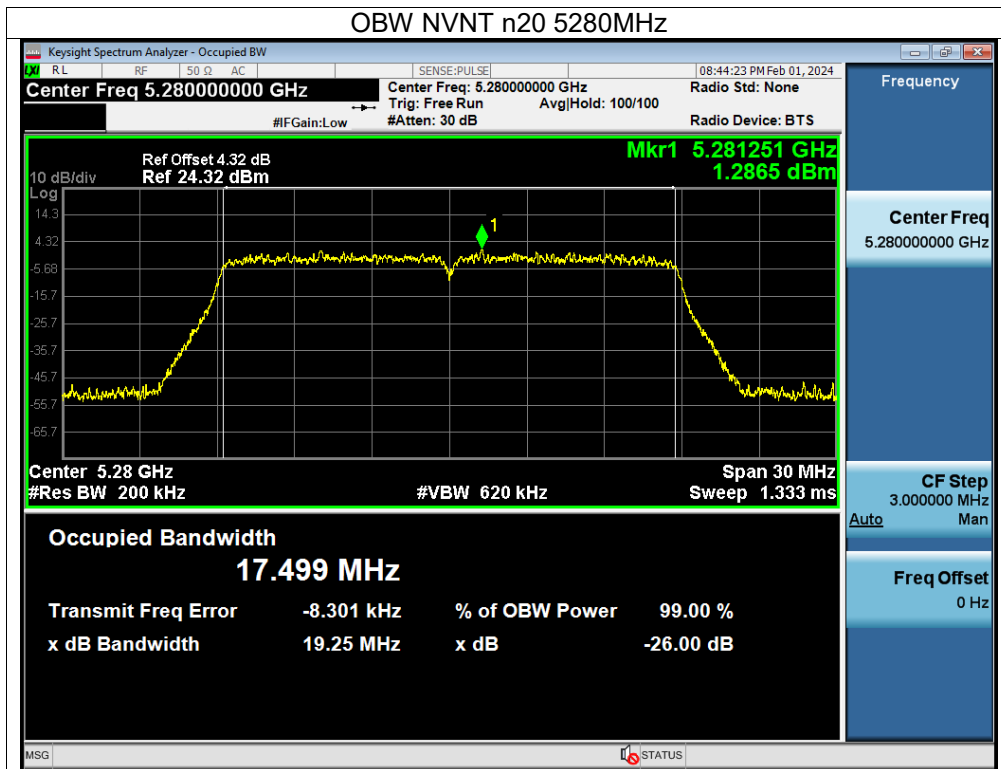 OBW NVNT n20 5280MHz
Keysight Spectrum Analyzer - Occupied BW
LXI RL RF 50 Ω AC SENSE:PULSE 08:44:23 PM Feb 01, 2024
Center Freq 5.280000000 GHz
Center Freq: 5.280000000 GHz Radio Std: None
Trig: Free Run Avg|Hold: 100/100
#IFGain:Low #Atten: 30 dB Radio Device: BTS
Frequency
Mkr1 5.281251 GHz
1.2865 dBm
Ref Offset 4.32 dB
10 dB/div Ref 24.32 dBm
Log
14.3
4.32
-5.68
-15.7
-25.7
-35.7
-45.7
-55.7
-65.7
1
Center 5.28 GHz Span 30 MHz
#Res BW 200 kHz #VBW 620 kHz Sweep 1.333 ms
Center Freq
5.280000000 GHz
CF Step
3.000000 MHz
Auto Man
Freq Offset
0 Hz
Occupied Bandwidth
17.499 MHz
Transmit Freq Error -8.301 kHz % of OBW Power 99.00 %
x dB Bandwidth 19.25 MHz x dB -26.00 dB
MSG STATUS